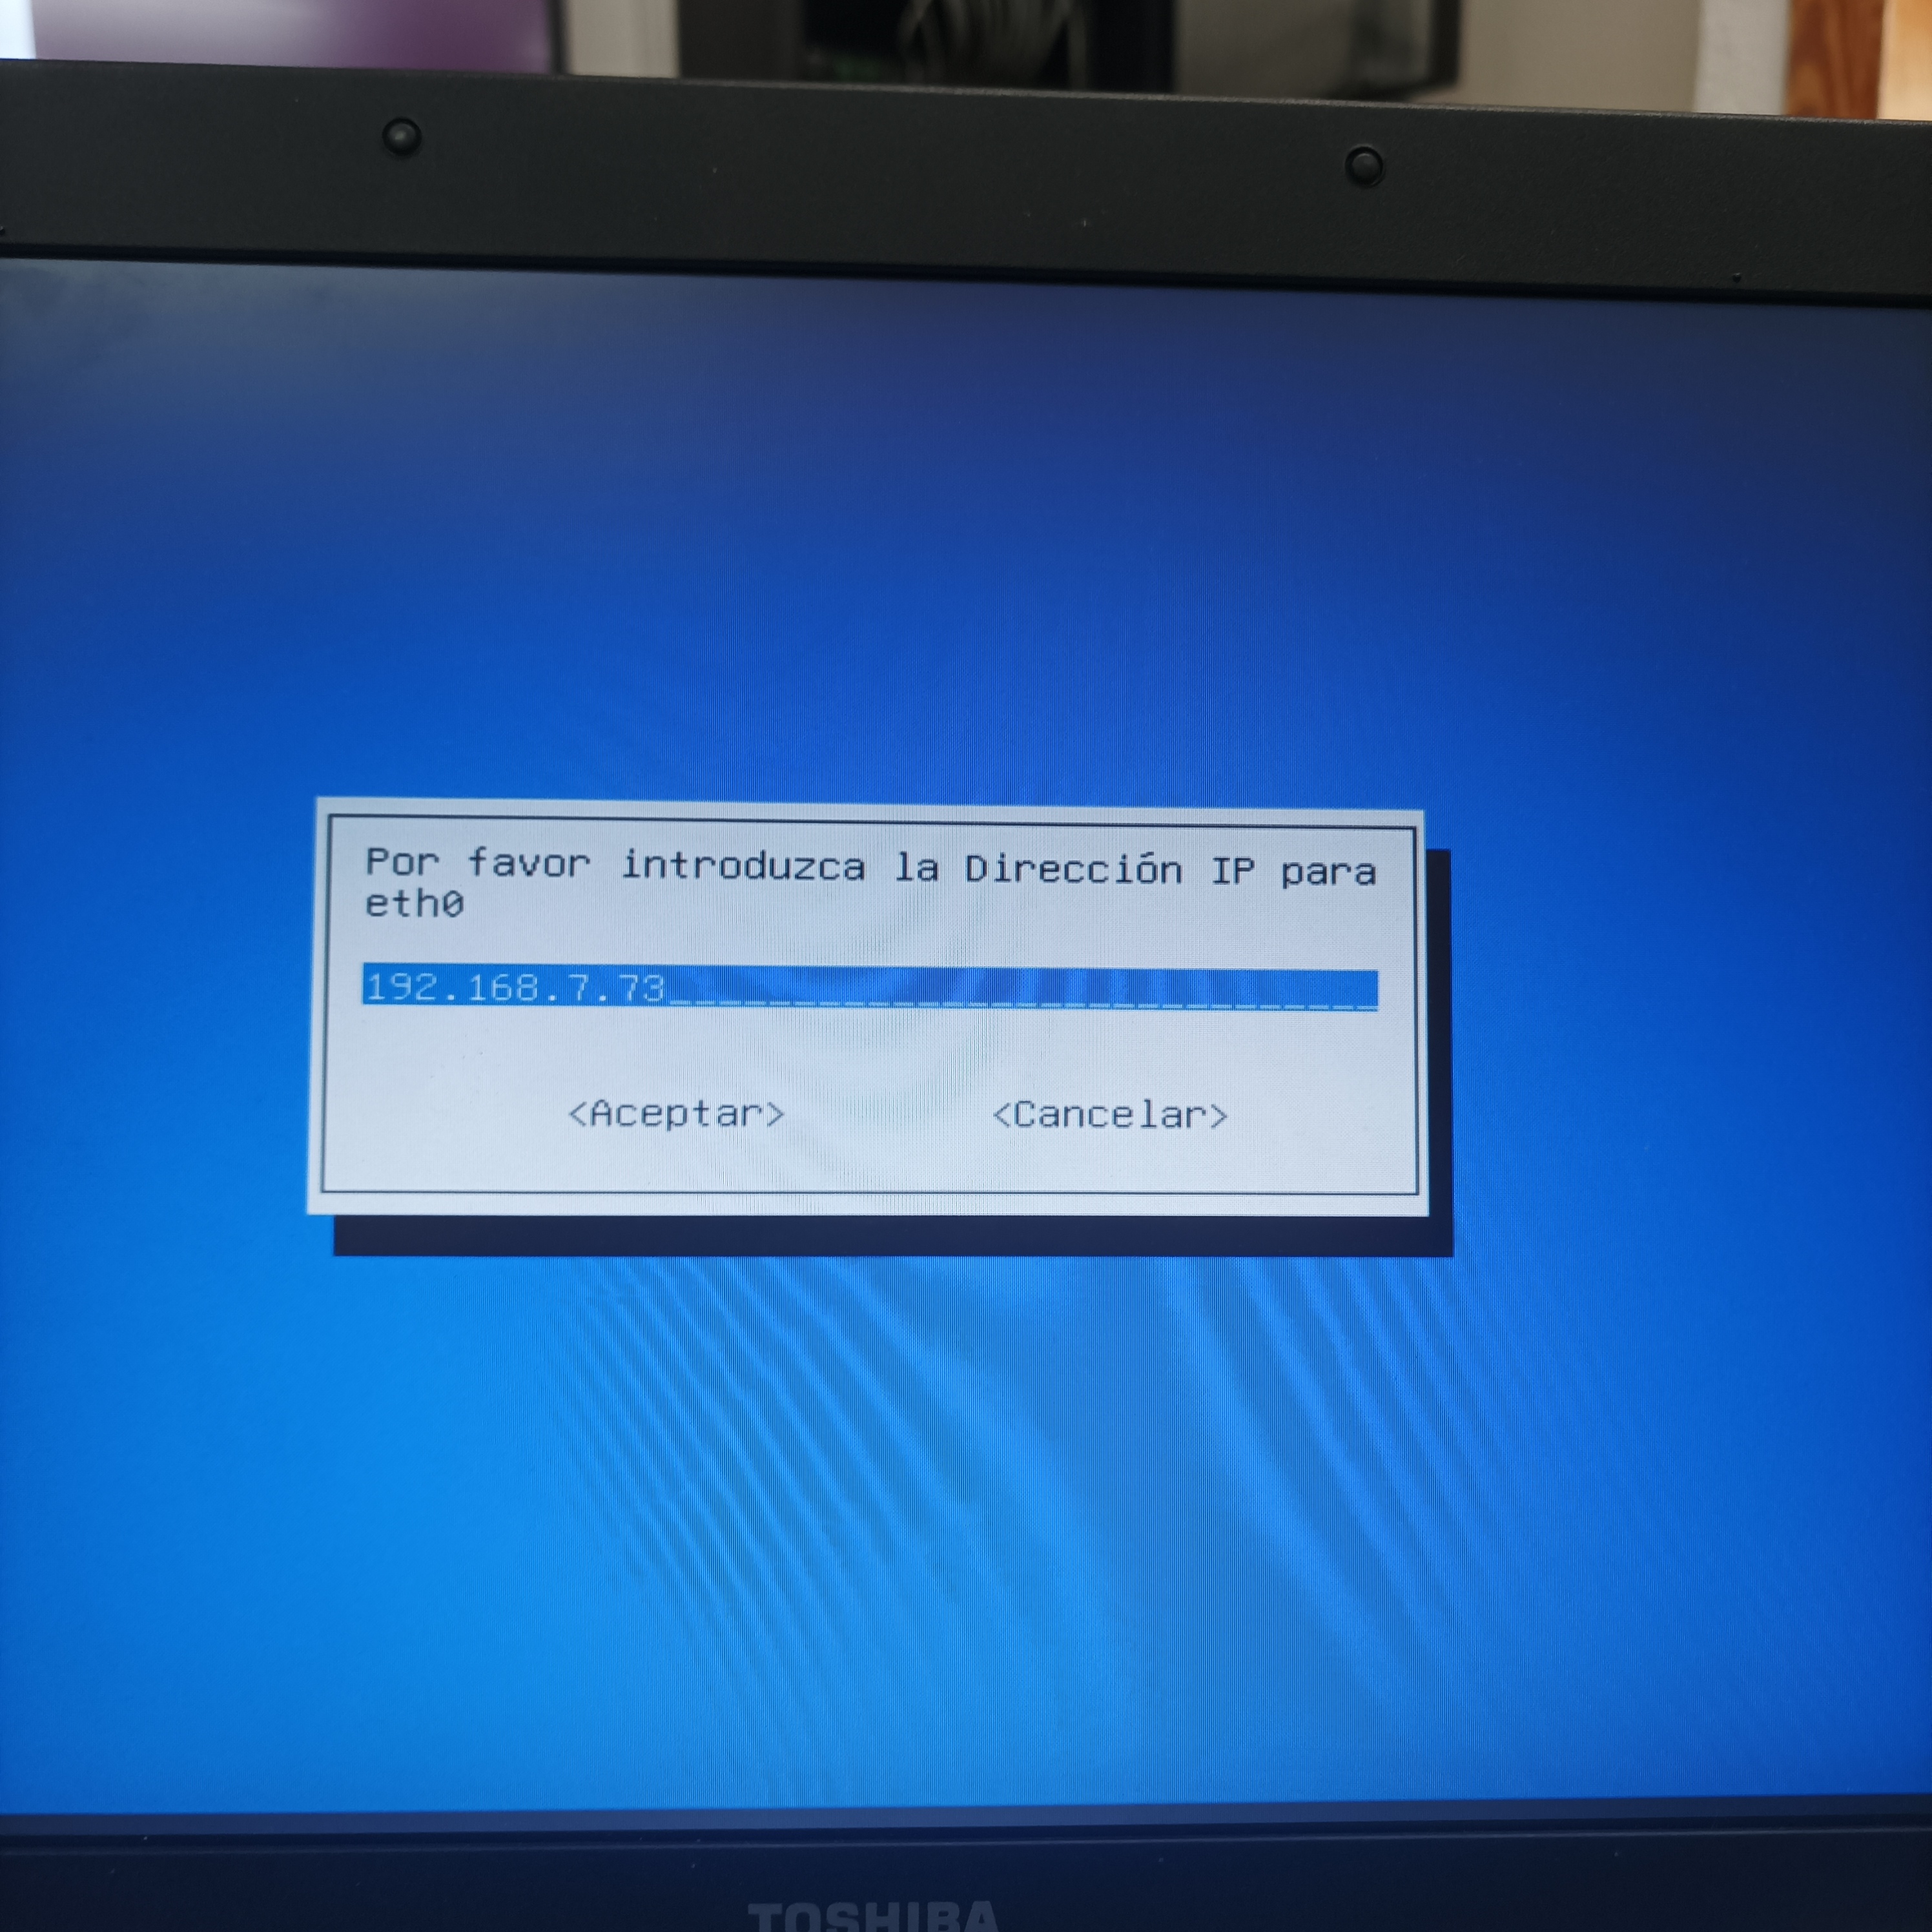 Por favor introduzca la Dirección IP para
eth0
192.168.7.73
<Aceptar> <Cancelar>
TOSHIBA